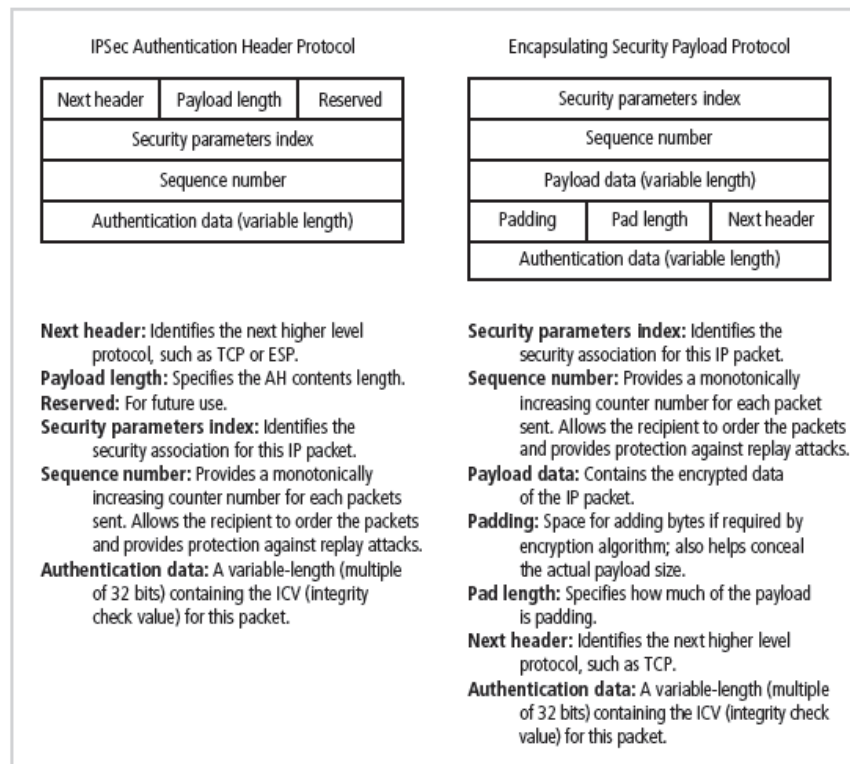 IPSec Authentication Header Protocol
Next header Payload length Reserved
Security parameters index
Sequence number
Authentication data (variable length)
Next header: Identifies the next higher level
protocol, such as TCP or ESP.
Payload length: Specifies the AH contents length.
Reserved: For future use.
Security parameters index: Identifies the
security association for this IP packet.
Sequence number: Provides a monotonically
increasing counter number for each packets
sent. Allows the recipient to order the packets
and provides protection against replay attacks.
Authentication data: A variable-length (multiple
of 32 bits) containing the ICV (integrity
check value) for this packet.
Encapsulating Security Payload Protocol
Security parameters index
Sequence number
Payload data (variable length)
Padding Pad length Next header
Authentication data (variable length)
Security parameters index: Identifies the
security association for this IP packet.
Sequence number: Provides a monotonically
increasing counter number for each packet
sent. Allows the recipient to order the packets
and provides protection against replay attacks.
Payload data: Contains the encrypted data
of the IP packet.
Padding: Space for adding bytes if required by
encryption algorithm; also helps conceal
the actual payload size.
Pad length: Specifies how much of the payload
is padding.
Next header: Identifies the next higher level
protocol, such as TCP.
Authentication data: A variable-length (multiple
of 32 bits) containing the ICV (integrity check
value) for this packet.